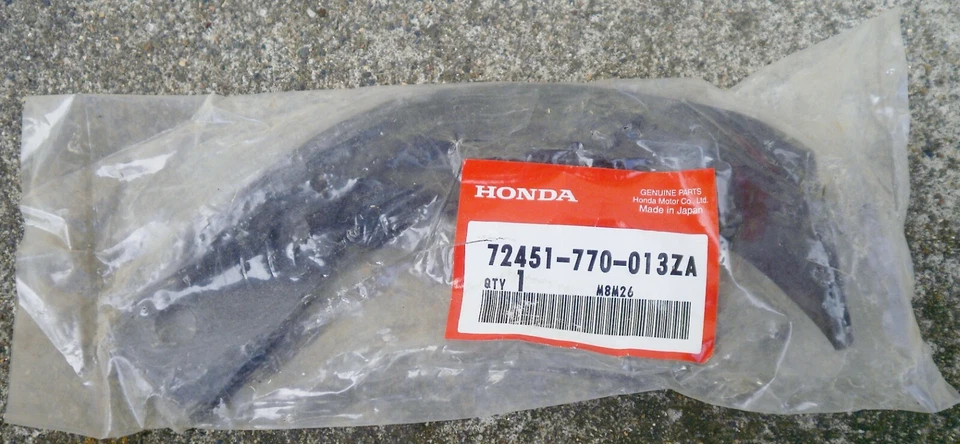 HONDA
GENUINE PARTS
Honda Motor Co., Ltd.
Made in Japan
72451-770-013ZA
QTY 1 M8M26